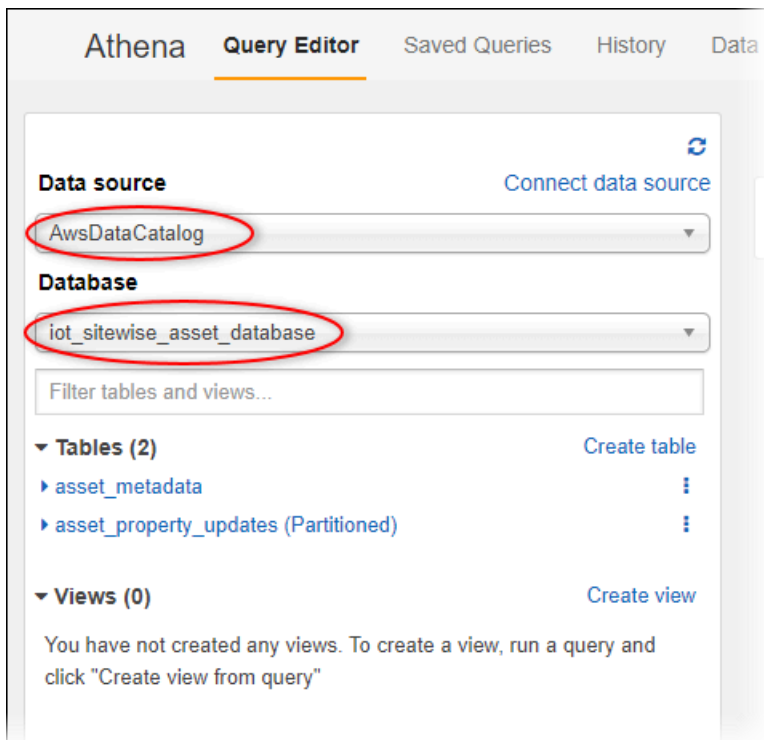 Athena Query Editor Saved Queries History Data
Data source Connect data source
AwsDataCatalog
Database
iot_sitewise_asset_database
Filter tables and views...
Tables (2) Create table
asset_metadata
asset_property_updates (Partitioned)
Views (0) Create view
You have not created any views. To create a view, run a query and
click "Create view from query"